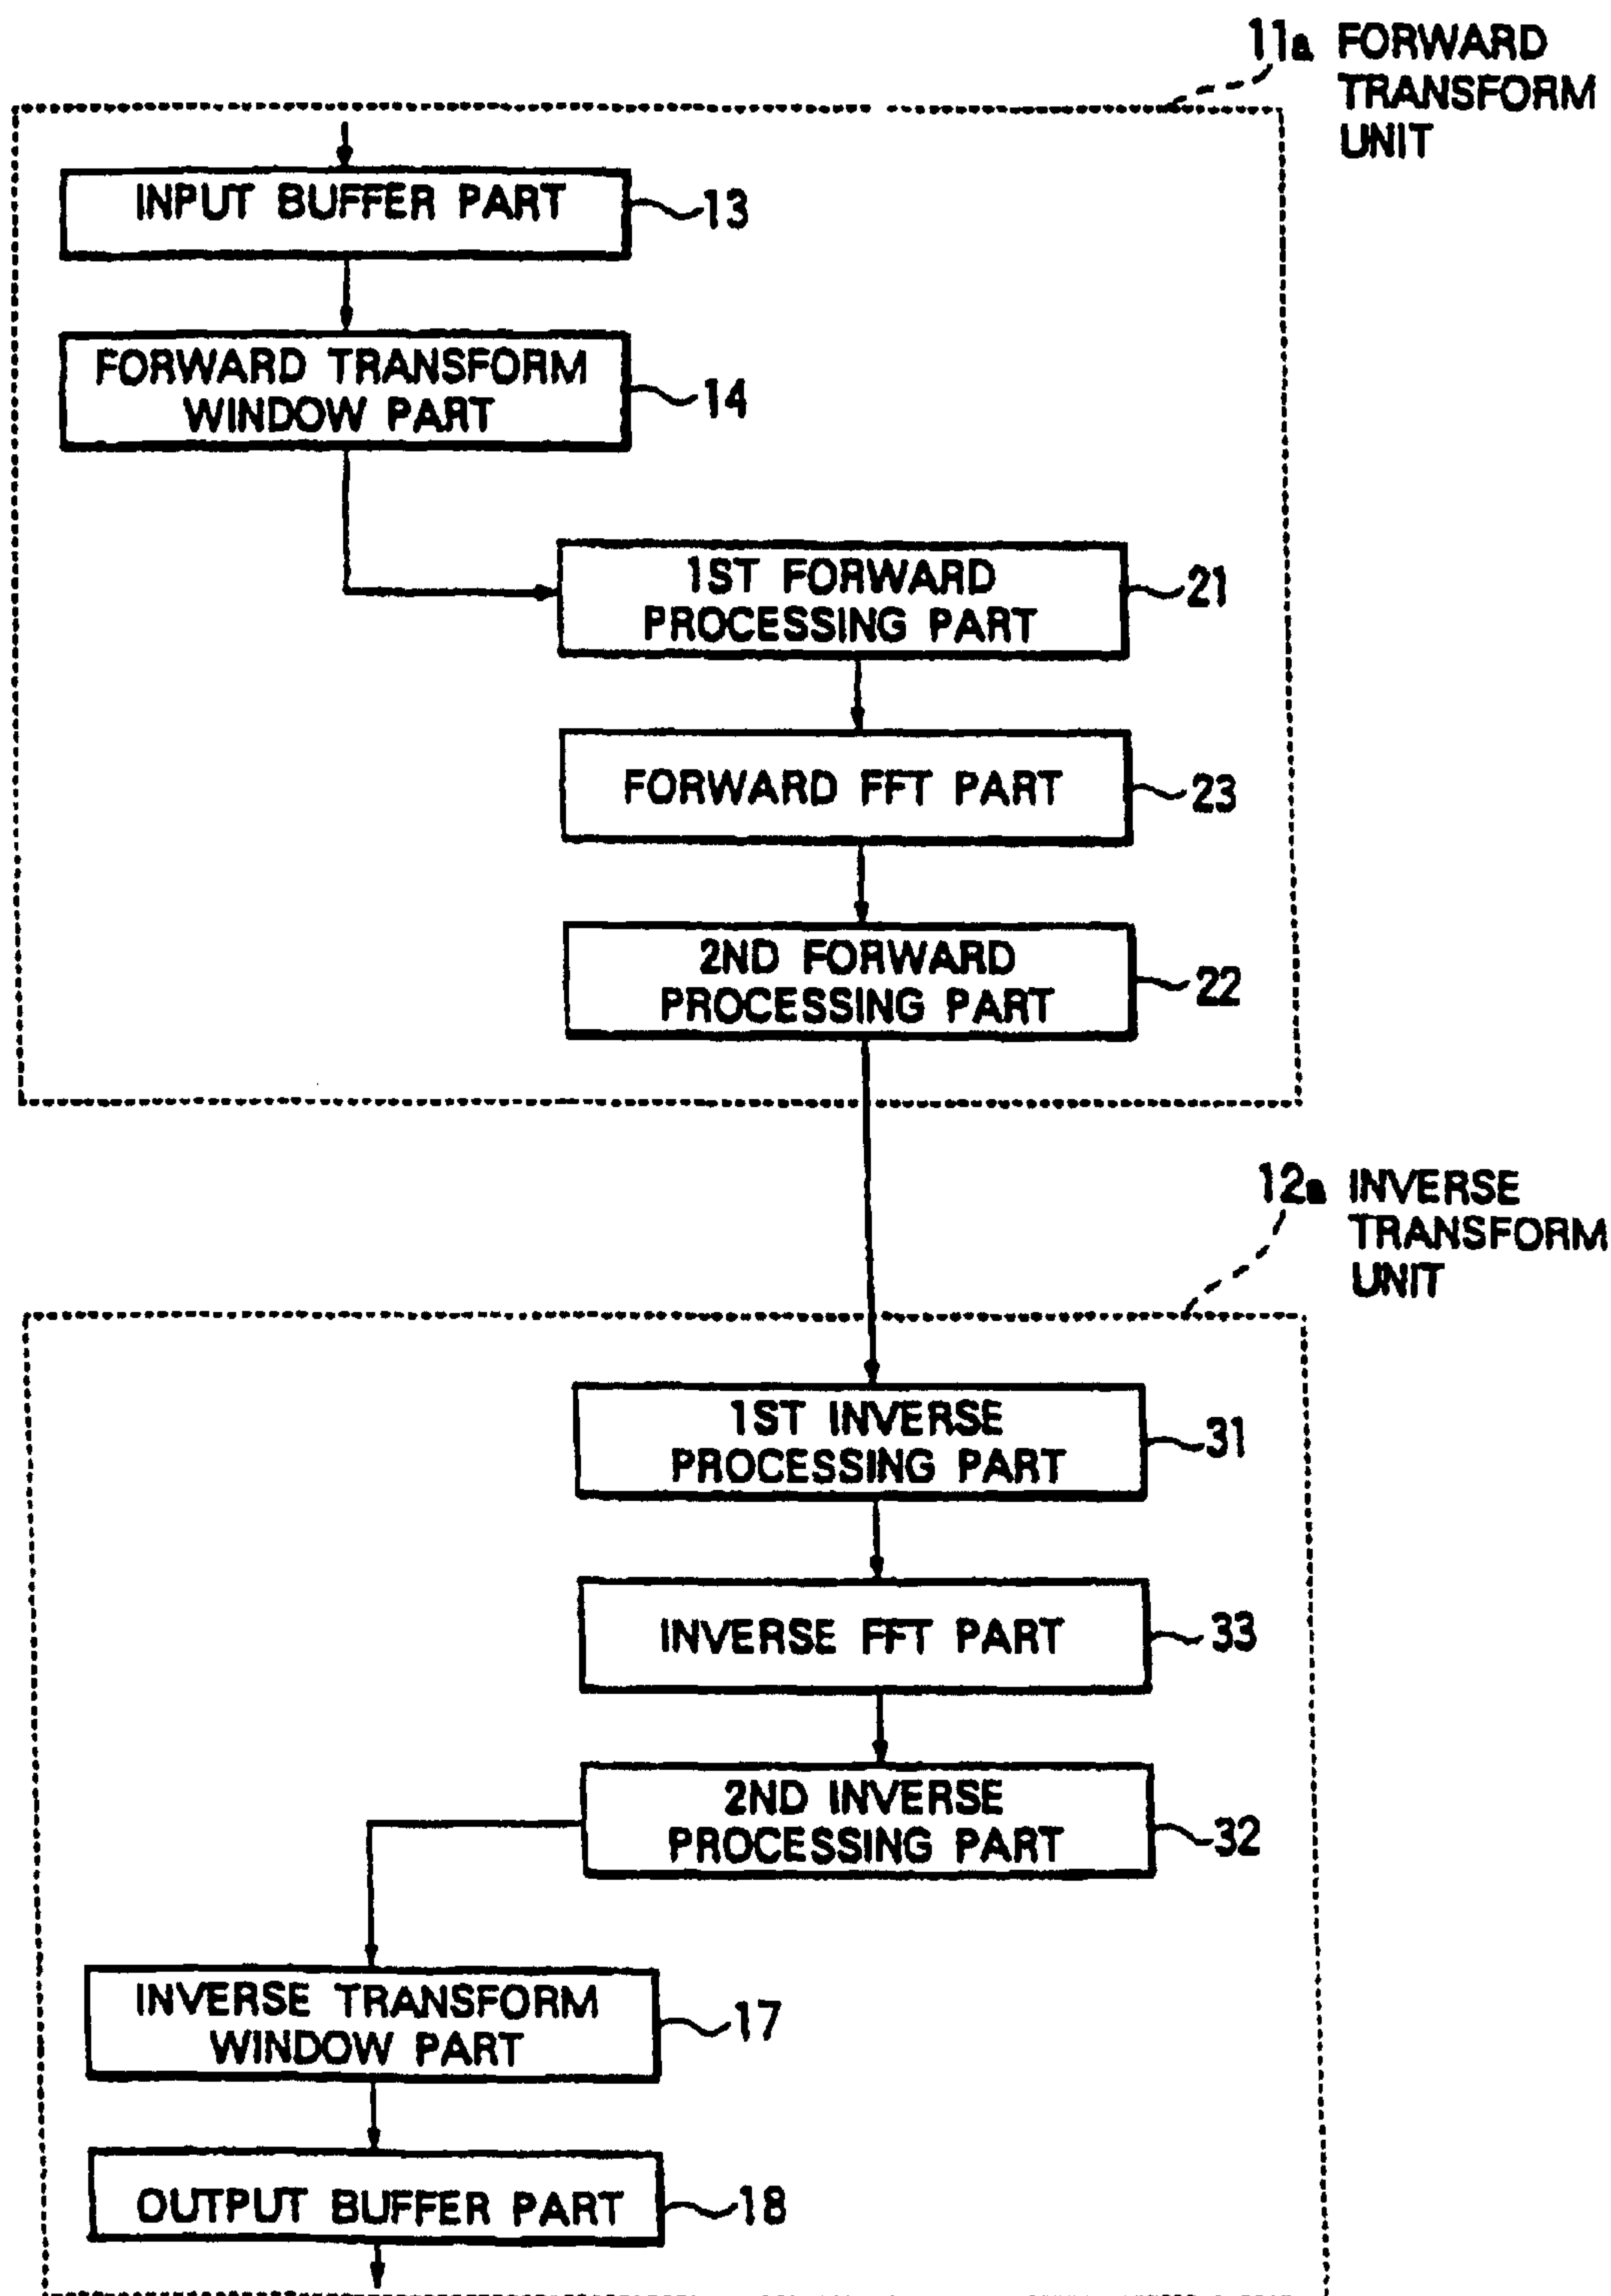 11a FORWARD
TRANSFORM
UNIT
INPUT BUFFER PART
13
FORWARD TRANSFORM
WINDOW PART
14
1ST FORWARD
PROCESSING PART
21
FORWARD FFT PART
23
2ND FORWARD
PROCESSING PART
22
12a INVERSE
TRANSFORM
UNIT
1ST INVERSE
PROCESSING PART
31
INVERSE FFT PART
33
2ND INVERSE
PROCESSING PART
32
INVERSE TRANSFORM
WINDOW PART
17
OUTPUT BUFFER PART
18